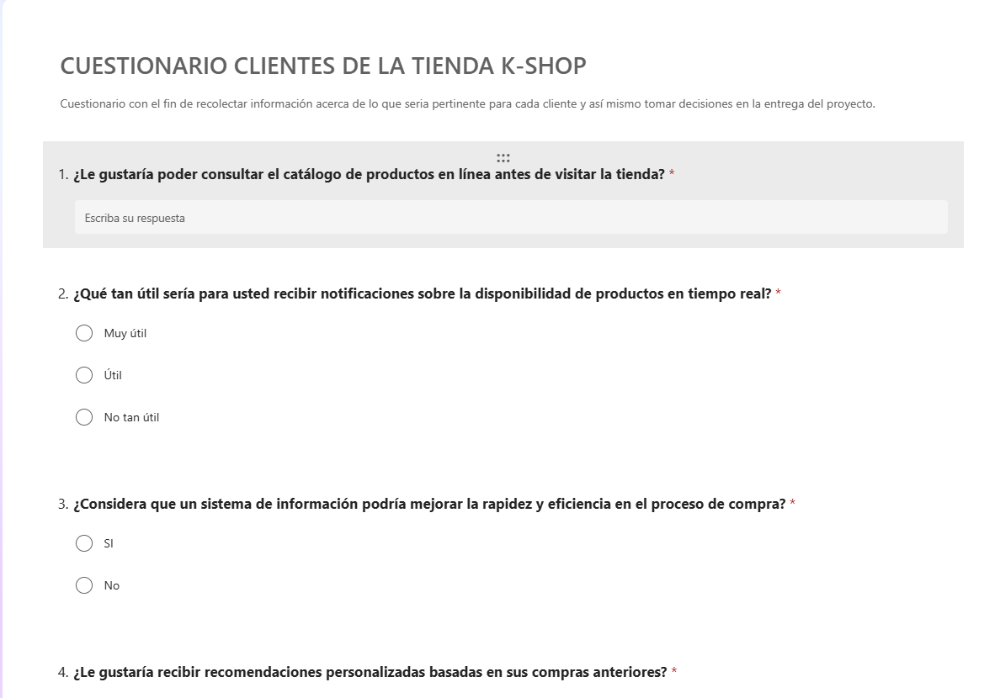 CUESTIONARIO CLIENTES DE LA TIENDA K-SHOP
Cuestionario con el fin de recolectar información acerca de lo que seria pertinente para cada cliente y así mismo tomar decisiones en la entrega del proyecto.
1. ¿Le gustaría poder consultar el catálogo de productos en línea antes de visitar la tienda? *
Escriba su respuesta
2. ¿Qué tan útil sería para usted recibir notificaciones sobre la disponibilidad de productos en tiempo real? *
Muy útil
Útil
No tan útil
3. ¿Considera que un sistema de información podría mejorar la rapidez y eficiencia en el proceso de compra? *
SI
No
4. ¿Le gustaría recibir recomendaciones personalizadas basadas en sus compras anteriores? *